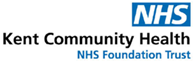 NHS
Kent Community Health
NHS Foundation Trust